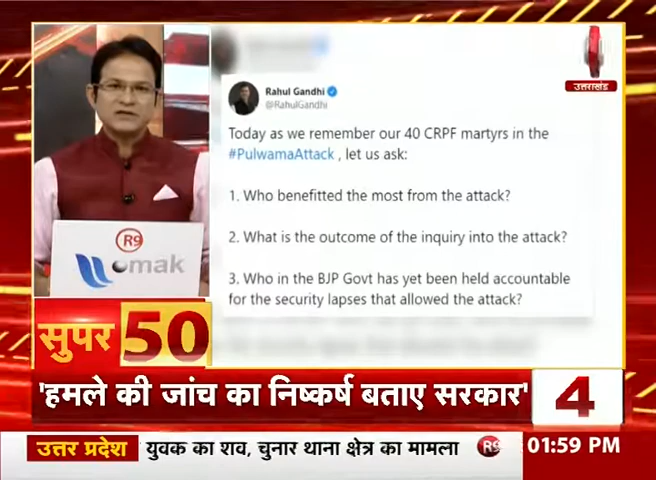 Rahul Gandhi
@RahulGandhi
Today as we remember our 40 CRPF martyrs in the
#PulwamaAttack , let us ask:
1. Who benefitted the most from the attack?
2. What is the outcome of the inquiry into the attack?
3. Who in the BJP Govt has yet been held accountable
for the security lapses that allowed the attack?
उत्तराखंड
R9
omak
सुपर 50
'हमले की जांच का निष्कर्ष बताए सरकार' 4
उत्तर प्रदेश युवक का शव, चुनार थाना क्षेत्र का मामला R9 01:59 PM